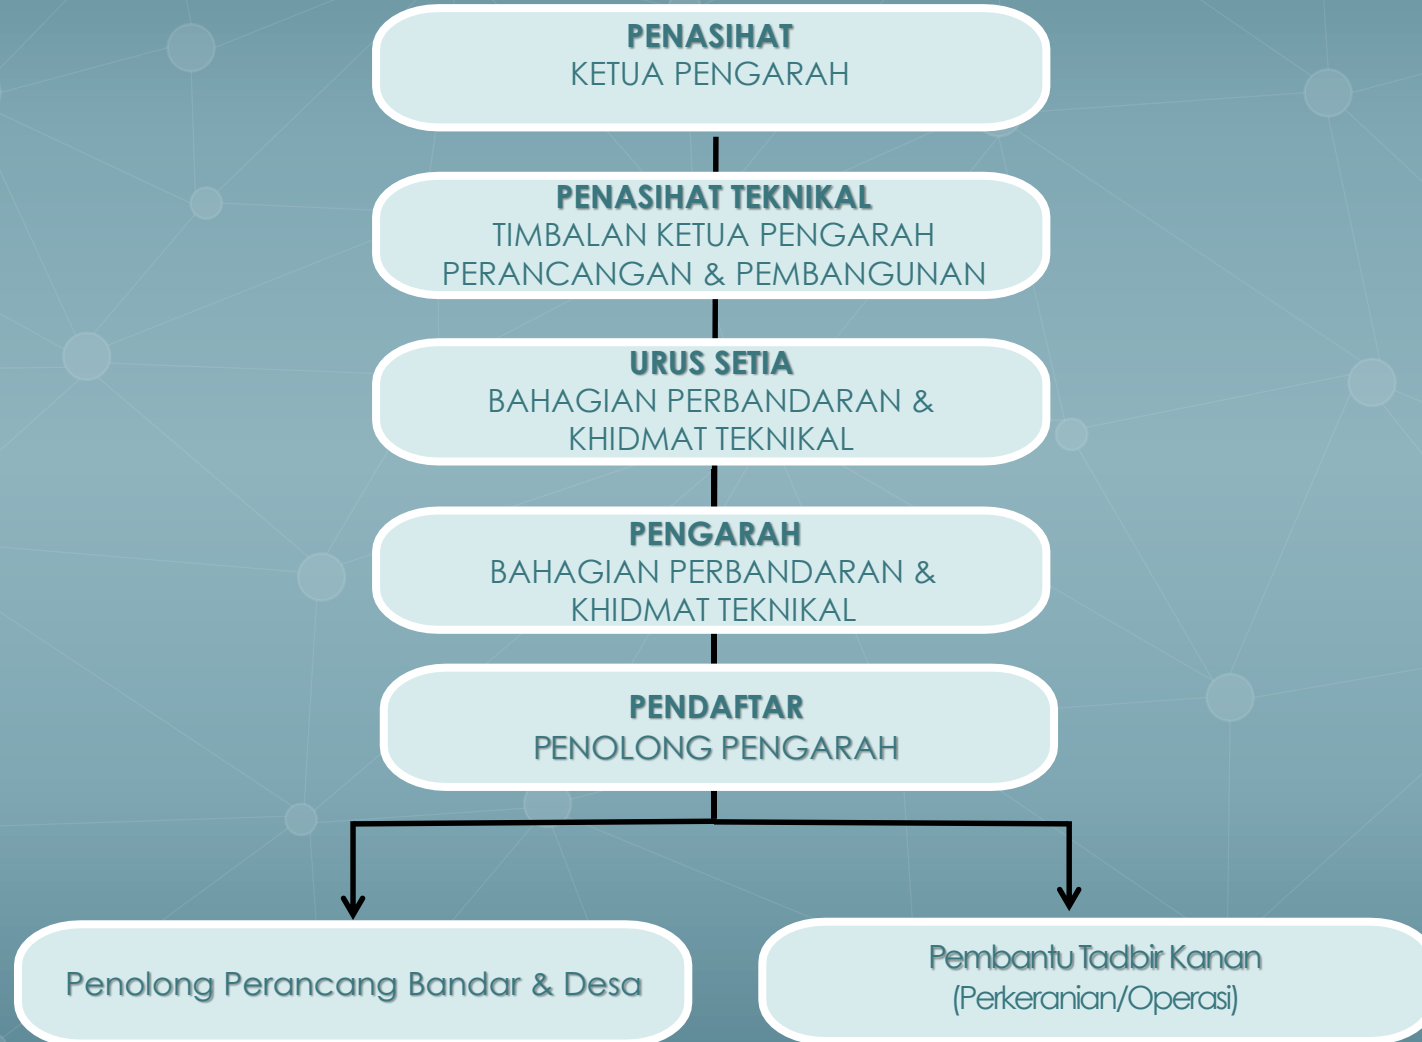 PENASIHAT
KETUA PENGARAH
PENASIHAT TEKNIKAL
TIMBALAN KETUA PENGARAH
PERANCANGAN & PEMBANGUNAN
URUS SETIA
BAHAGIAN PERBANDARAN &
KHIDMAT TEKNIKAL
PENGARAH
BAHAGIAN PERBANDARAN &
KHIDMAT TEKNIKAL
PENDAFTAR
PENOLONG PENGARAH
Penolong Perancang Bandar & Desa
Pembantu Tadbir Kanan
(Perkeranian/Operasi)